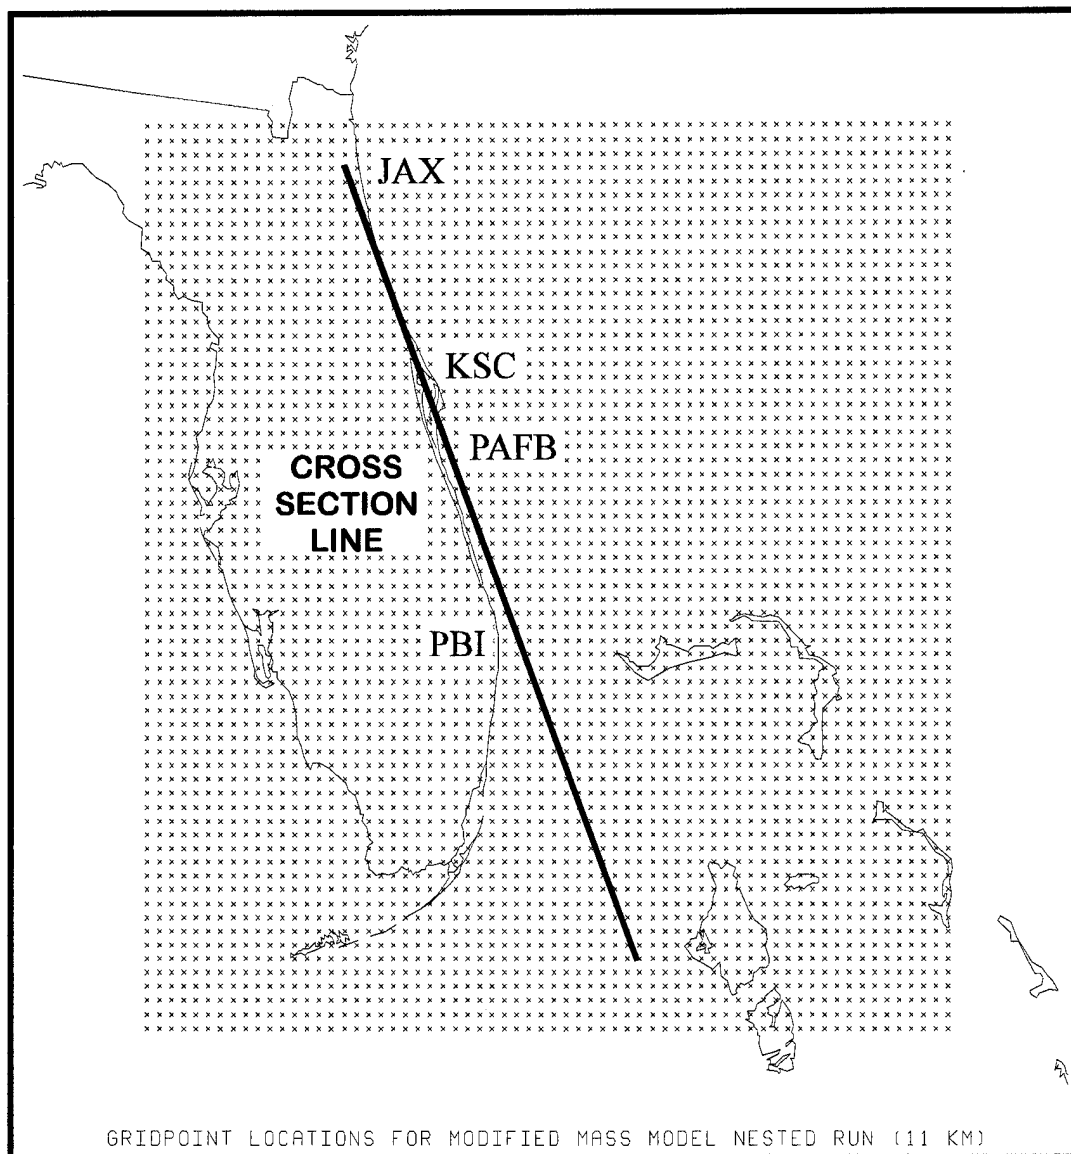 JAX
KSC
PAFB
CROSS
SECTION
LINE
PBI
GRIDPOINT LOCATIONS FOR MODIFIED MASS MODEL NESTED RUN (11 KM)